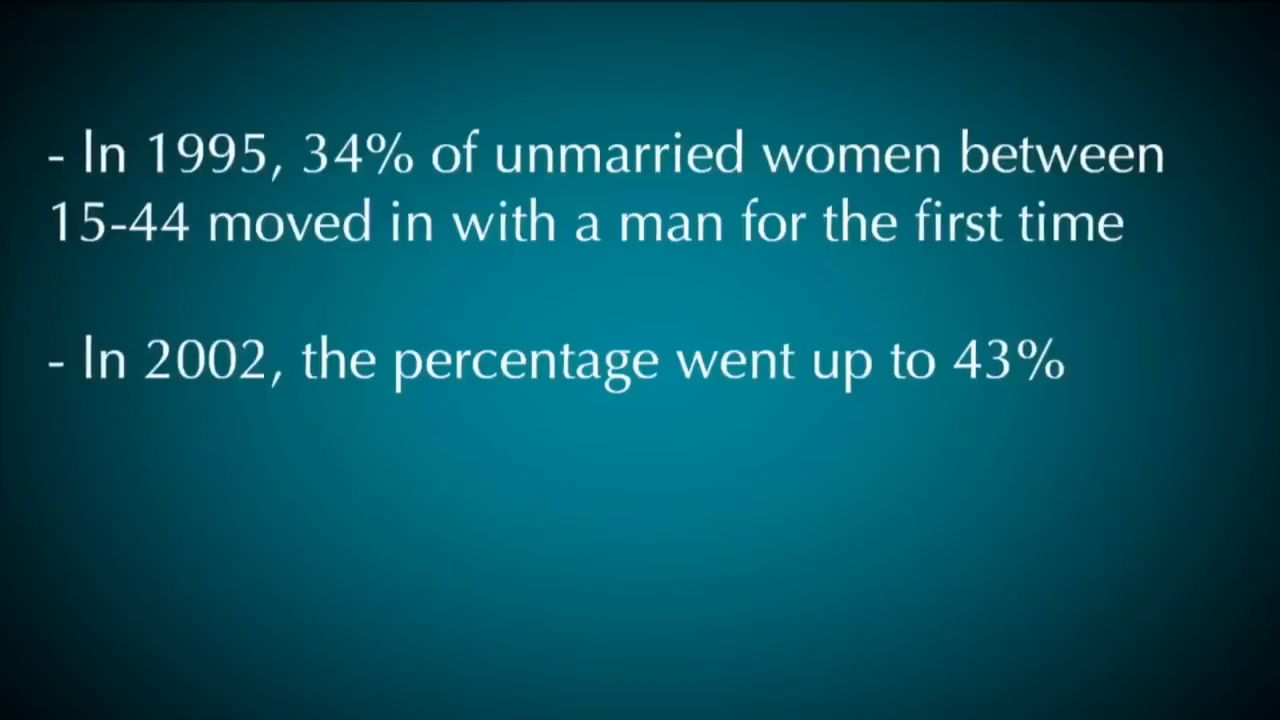 - In 1995, 34% of unmarried women between
15-44 moved in with a man for the first time
- In 2002, the percentage went up to 43%